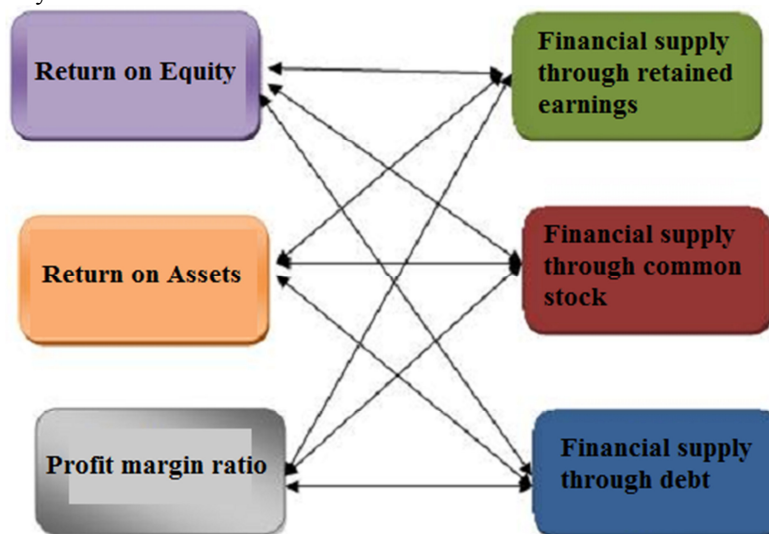 Return on Equity
Financial supply
through retained
earnings
Return on Assets
Financial supply
through common
stock
Profit margin ratio
Financial supply
through debt